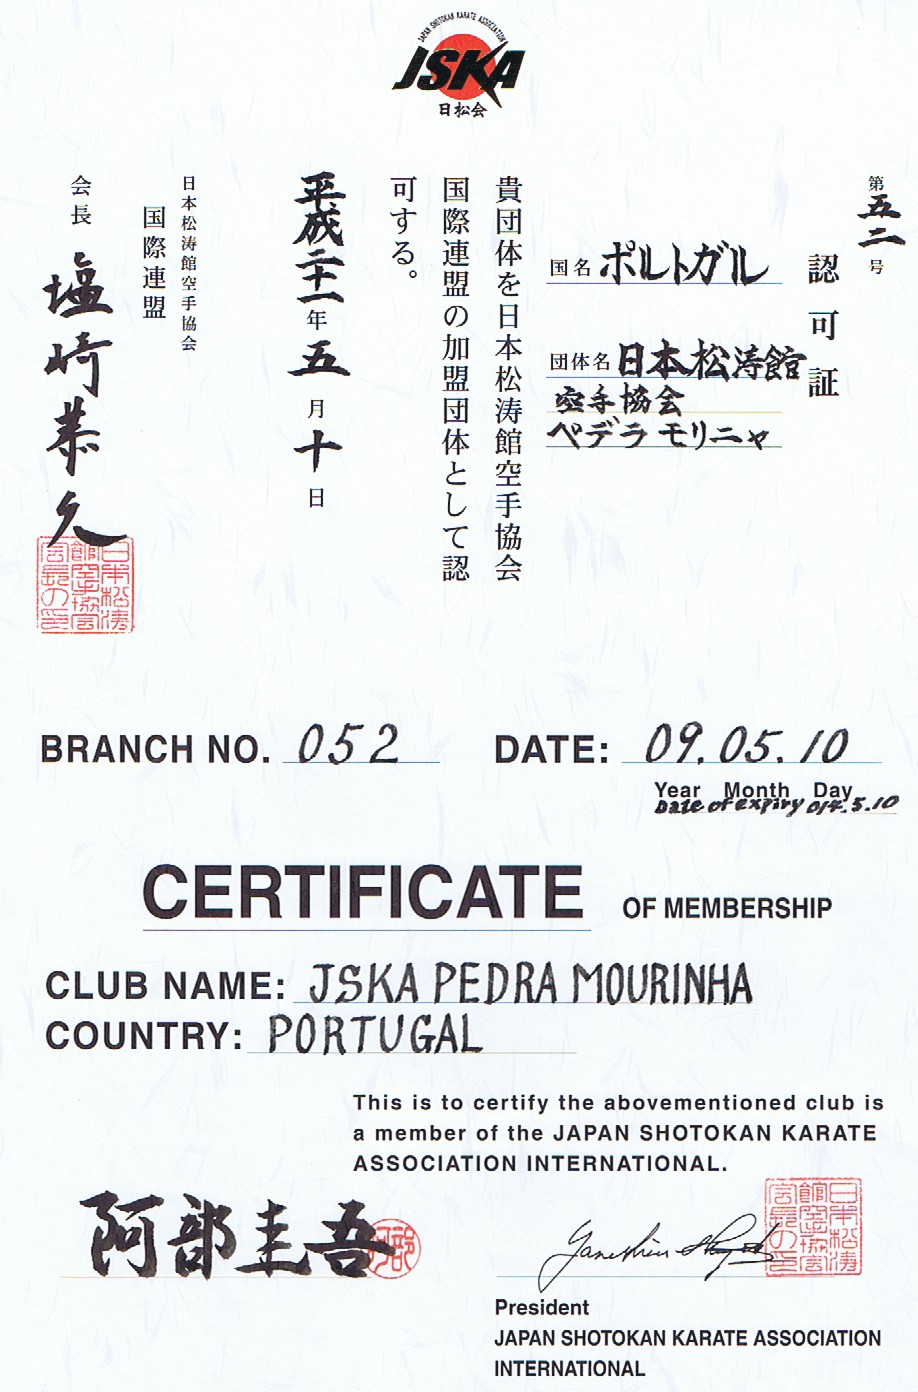 JAPAN SHOTOKAN KARATE ASSOCIATION
JSKA
日松会
第五二号
認可証
国名 ポルトガル
団体名 日本松涛館
空手協会
ペデラ モリニャ
貴団体を日本松涛館空手協会
国際連盟の加盟団体として認
可する。
平成二十一年五月十日
日本松涛館空手協会
国際連盟
会長 塩崎恭久
BRANCH NO. 052
DATE: 09.05.10
Year Month Day
Date of expiry 014.5.10
CERTIFICATE OF MEMBERSHIP
CLUB NAME: JSKA PEDRA MOURINHA
COUNTRY: PORTUGAL
This is to certify the abovementioned club is
a member of the JAPAN SHOTOKAN KARATE
ASSOCIATION INTERNATIONAL.
阿部圭吾
阿部
President
JAPAN SHOTOKAN KARATE ASSOCIATION
INTERNATIONAL